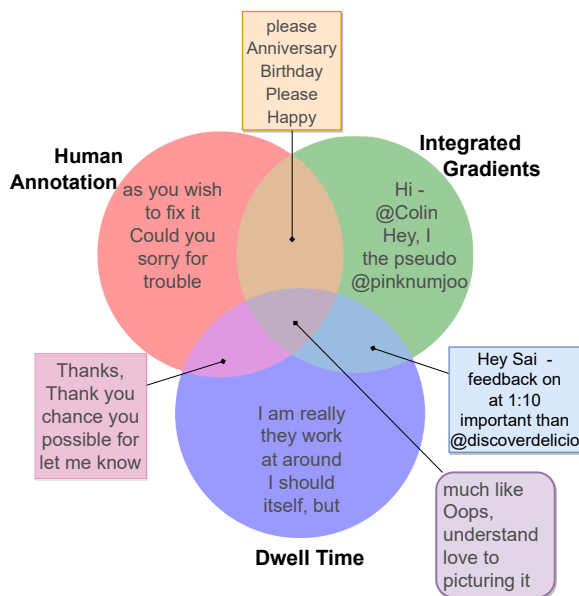 please
Anniversary
Birthday
Please
Happy
Human
Annotation
Integrated
Gradients
as you wish
to fix it
Could you
sorry for
trouble
Hi -
@Colin
Hey, I
the pseudo
@pinknumjoo
Thanks,
Thank you
chance you
possible for
let me know
Hey Sai -
feedback on
at 1:10
important than
@discoverdelicio
I am really
they work
at around
I should
itself, but
much like
Oops,
understand
love to
picturing it
Dwell Time